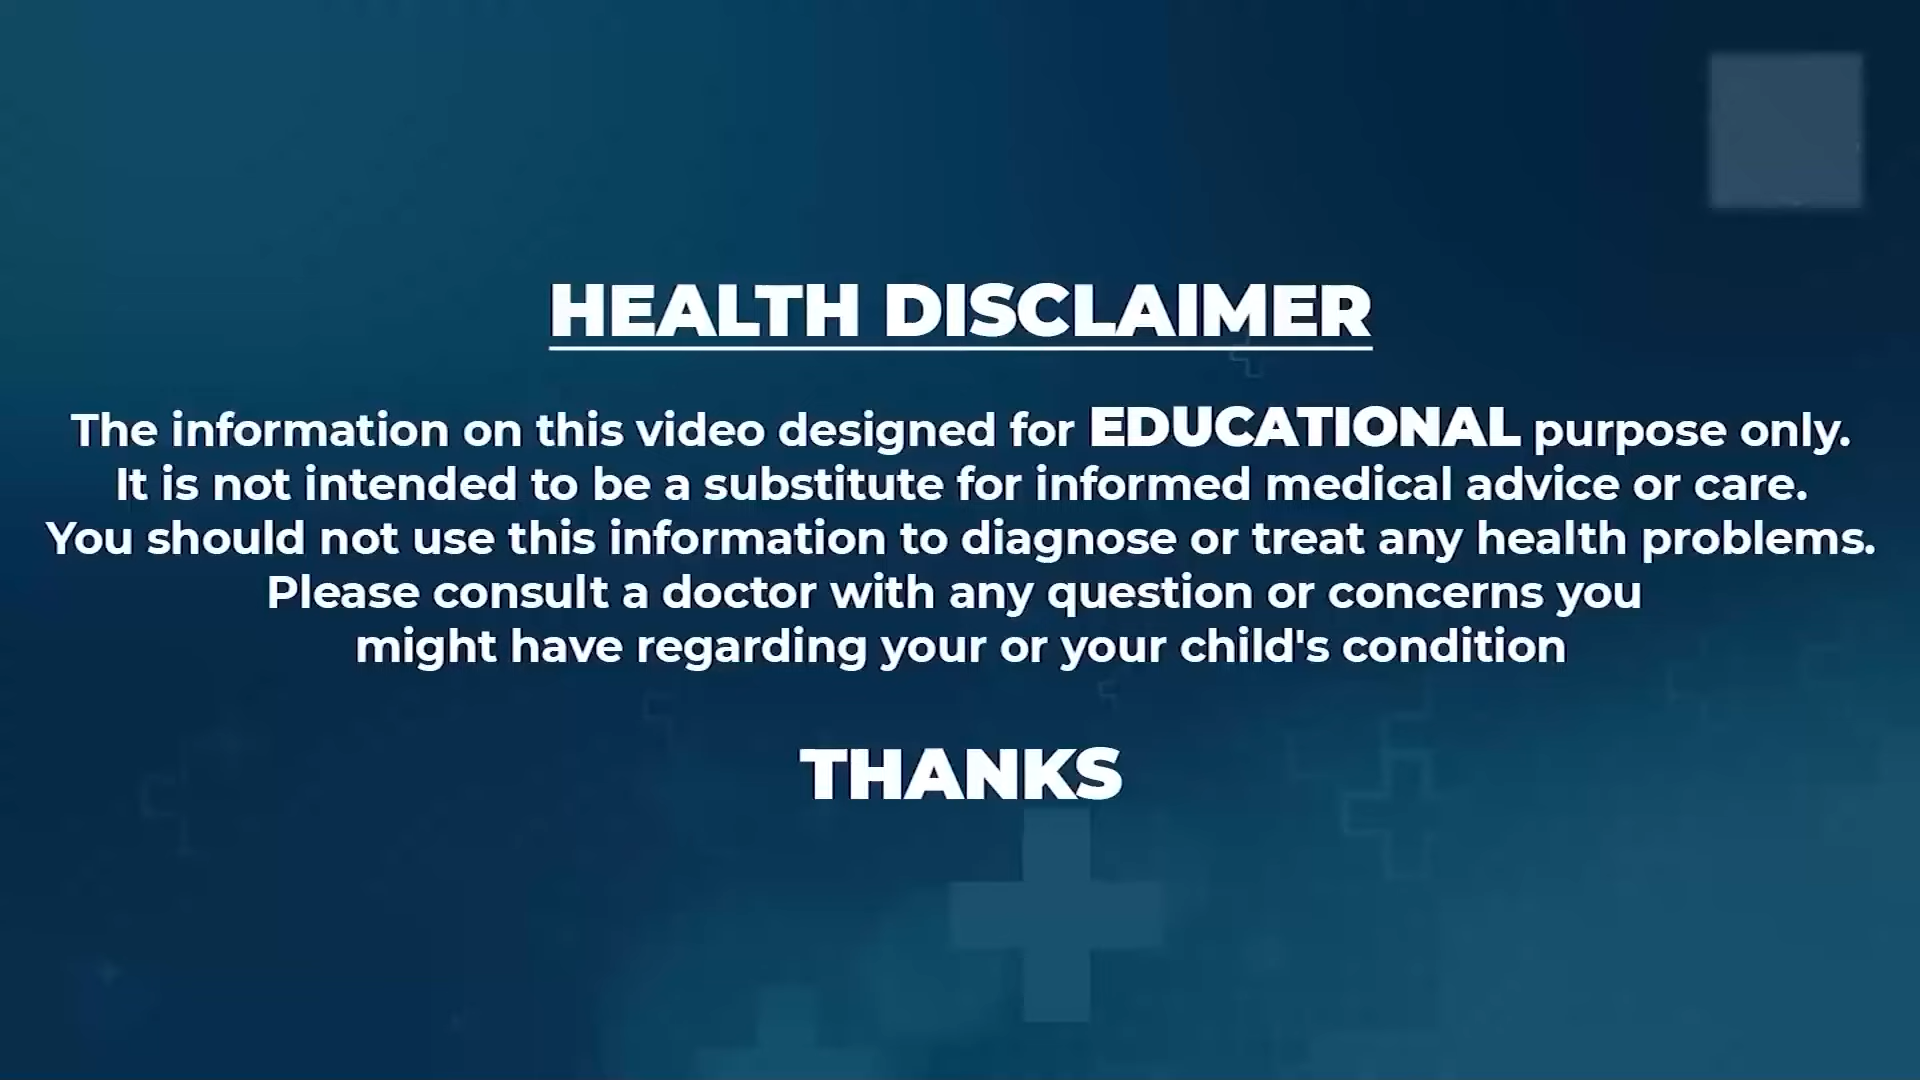 HEALTH DISCLAIMER
The information on this video designed for EDUCATIONAL purpose only.
It is not intended to be a substitute for informed medical advice or care.
You should not use this information to diagnose or treat any health problems.
Please consult a doctor with any question or concerns you
might have regarding your or your child's condition
THANKS